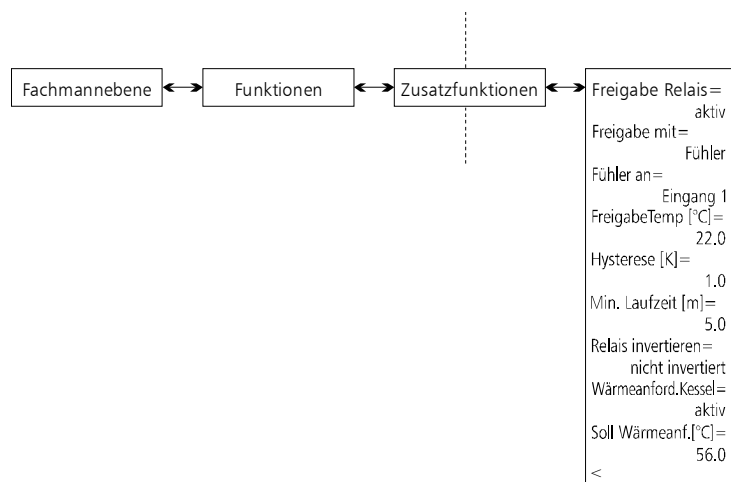 Fachmannebene
Funktionen
Zusatzfunktionen
Freigabe Relais=
aktiv
Freigabe mit=
Fühler
Fühler an=
Eingang 1
FreigabeTemp [°C]=
22.0
Hysterese [K]=
1.0
Min. Laufzeit [m]=
5.0
Relais invertieren=
nicht invertiert
Wärmeanford.Kessel=
aktiv
Soll Wärmeanf.[°C]=
56.0
<